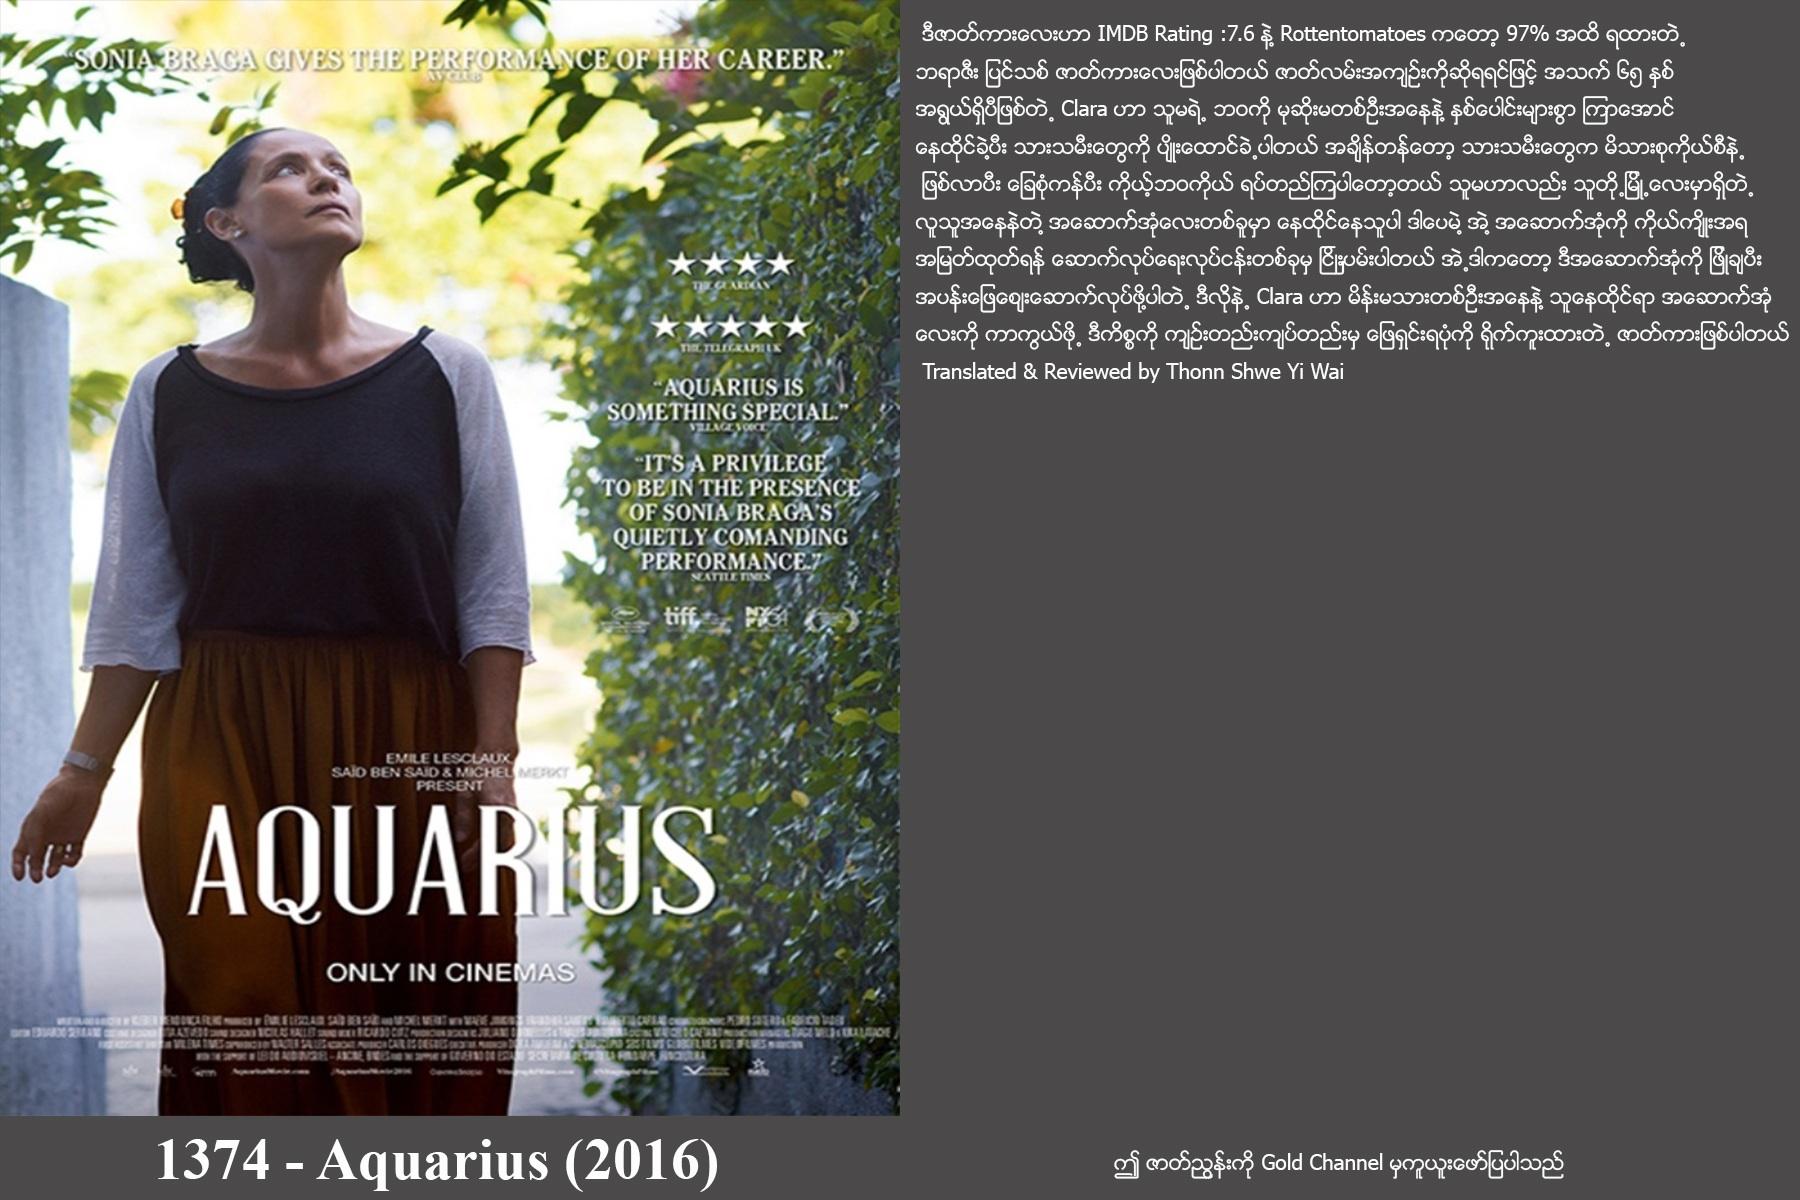 “SONIA BRAGA GIVES THE PERFORMANCE OF HER CAREER.”
AV CLUB
★★★★
THE GUARDIAN
★★★★★
THE TELEGRAPH UK
“AQUARIUS IS
SOMETHING SPECIAL.”
VILLAGE VOICE
“IT'S A PRIVILEGE
TO BE IN THE PRESENCE
OF SONIA BRAGA'S
QUIETLY COMANDING
PERFORMANCE.”
SEATTLE TIMES
tiff
EMILIE LESCLAUX,
SAÏD BEN SAÏD & MICHEL MERKT
PRESENT
AQUARIUS
ONLY IN CINEMAS
1374 - Aquarius (2016)
ဒီဇာတ်ကားလေးဟာ IMDB Rating :7.6 နဲ့ Rottentomatoes ကတော့ 97% အထိ ရထားတဲ့
ဘရာဇီး ပြင်သစ် ဇာတ်ကားလေးဖြစ်ပါတယ် ဇာတ်လမ်းအကျဉ်းကိုဆိုရရင်ဖြင့် အသက် ၆၅ နှစ်
အရွယ်ရှိပီဖြစ်တဲ့ Clara ဟာ သူမရဲ့ ဘဝကို မုဆိုးမတစ်ဦးအနေနဲ့ နှစ်ပေါင်းများစွာ ကြာအောင်
နေထိုင်ခဲ့ပီး သားသမီးတွေကို ပျိုးထောင်ခဲ့ပါတယ် အချိန်တန်တော့ သားသမီးတွေက မိသားစုကိုယ်စီနဲ့
ဖြစ်လာပီး ခြေစုံကန်ပီး ကိုယ့်ဘဝကိုယ် ရပ်တည်ကြပါတော့တယ် သူမဟာလည်း သူတို့မြို့လေးမှာရှိတဲ့
လူသူအနေနဲတဲ့ အဆောက်အုံလေးတစ်ခုမှာ နေထိုင်နေသူပါ ဒါပေမဲ့ အဲ့ အဆောက်အုံကို ကိုယ်ကျိုးအရ
အမြတ်ထုတ်ရန် ဆောက်လုပ်ရေးလုပ်ငန်းတစ်ခုမှ ငြိုးပမ်းပါတယ် အဲ့ဒါကတော့ ဒီအဆောက်အုံကို ဖြိုချပီး
အပန်းဖြေဈေးဆောက်လုပ်ဖို့ပါတဲ့ ဒီလိုနဲ့ Clara ဟာ မိန်းမသားတစ်ဦးအနေနဲ့ သူနေထိုင်ရာ အဆောက်အုံ
လေးကို ကာကွယ်ဖို့ ဒီကိစ္စကို ကျဉ်းတည်းကျပ်တည်းမှ ဖြေရှင်းရပုံကို ရိုက်ကူးထားတဲ့ ဇာတ်ကားဖြစ်ပါတယ်
Translated & Reviewed by Thonn Shwe Yi Wai
ဤ ဇာတ်ညွှန်းကို Gold Channel မှကူယူးဖော်ပြပါသည်